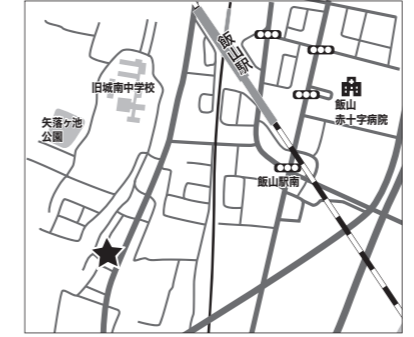 飯山駅
旧城南中学校
飯山
赤十字病院
矢落ヶ池
公園
飯山駅南